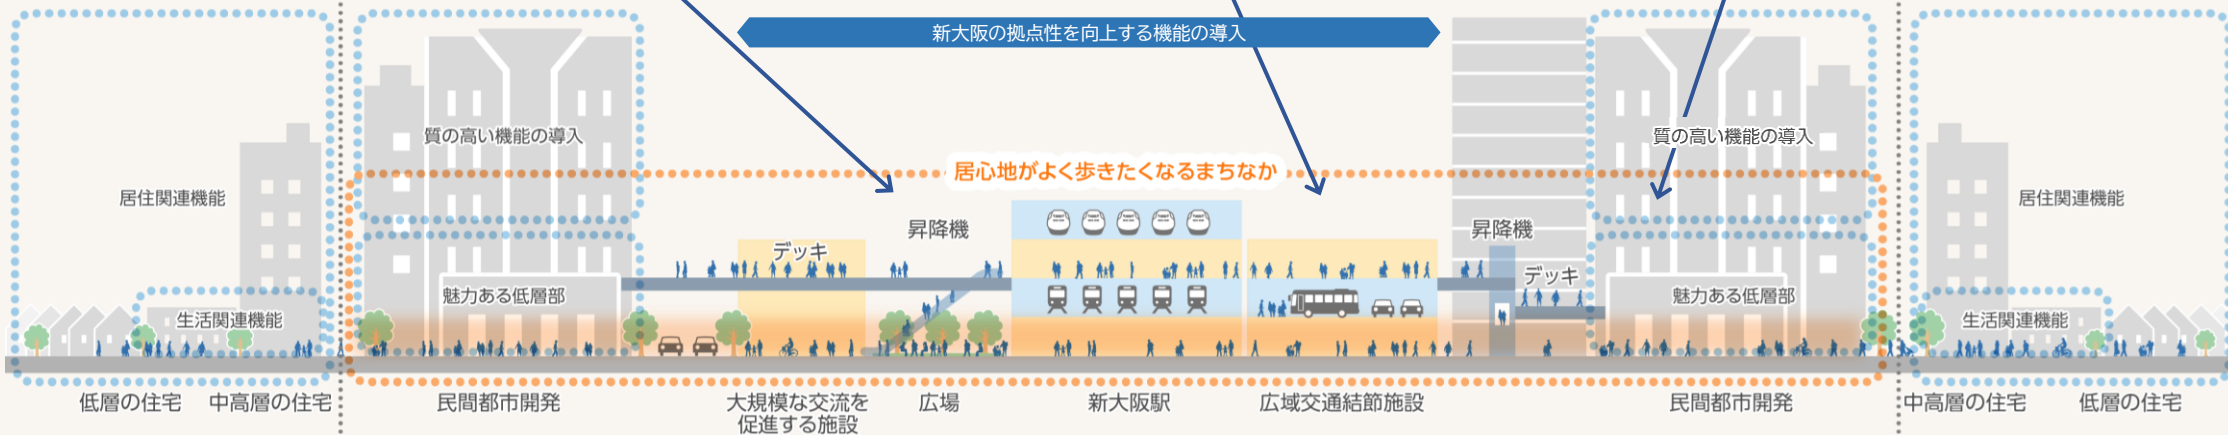 新大阪の拠点性を向上する機能の導入
質の高い機能の導入
質の高い機能の導入
居心地がよく歩きたくなるまちなか
居住関連機能
居住関連機能
昇降機
昇降機
デッキ
デッキ
魅力ある低層部
魅力ある低層部
生活関連機能
生活関連機能
低層の住宅
中高層の住宅
民間都市開発
大規模な交流を
促進する施設
広場
新大阪駅
広域交通結節施設
民間都市開発
中高層の住宅
低層の住宅